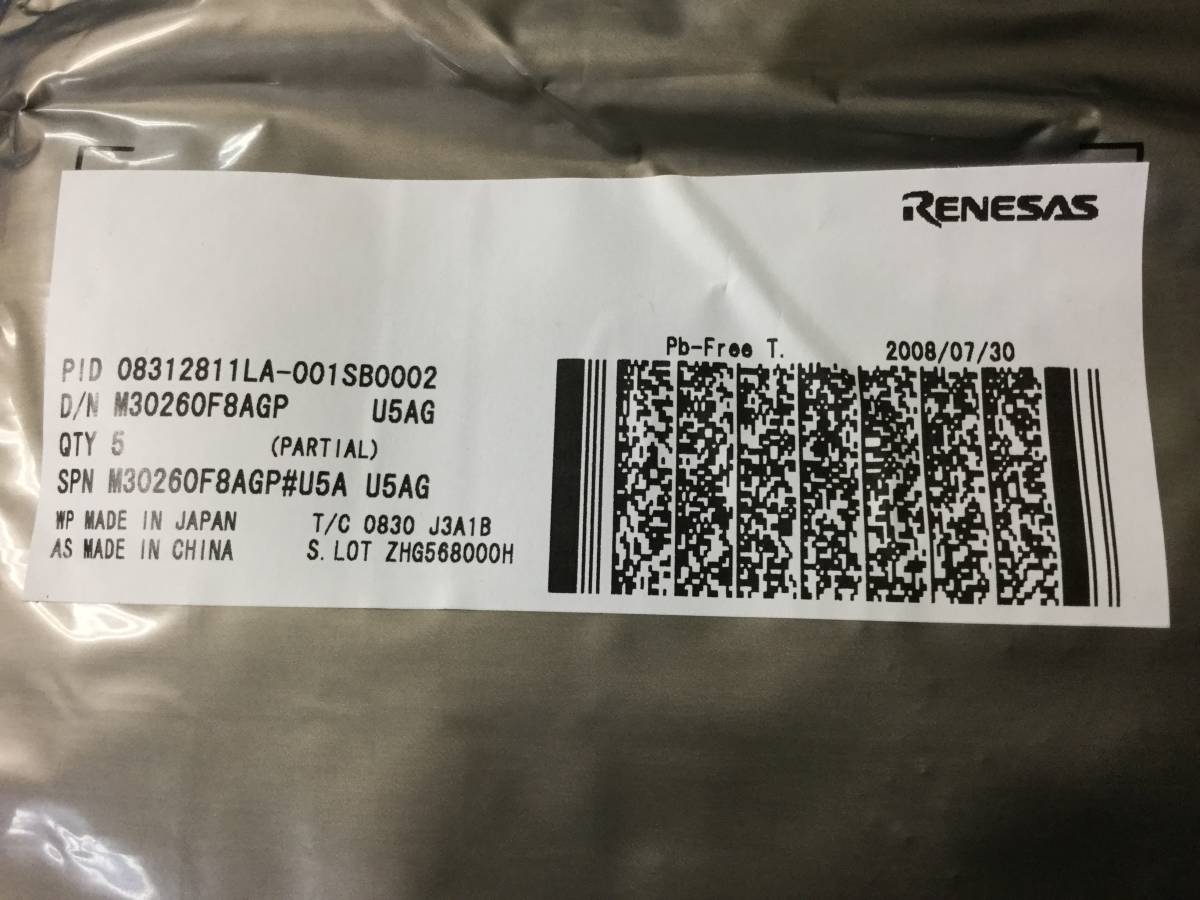 RENESAS
Pb-Free T. 2008/07/30
PID 08312811LA-001SB0002
D/N M30260F8AGP U5AG
QTY 5 (PARTIAL)
SPN M30260F8AGP#U5A U5AG
WP MADE IN JAPAN T/C 0830 J3A1B
AS MADE IN CHINA S.LOT ZHG568000H